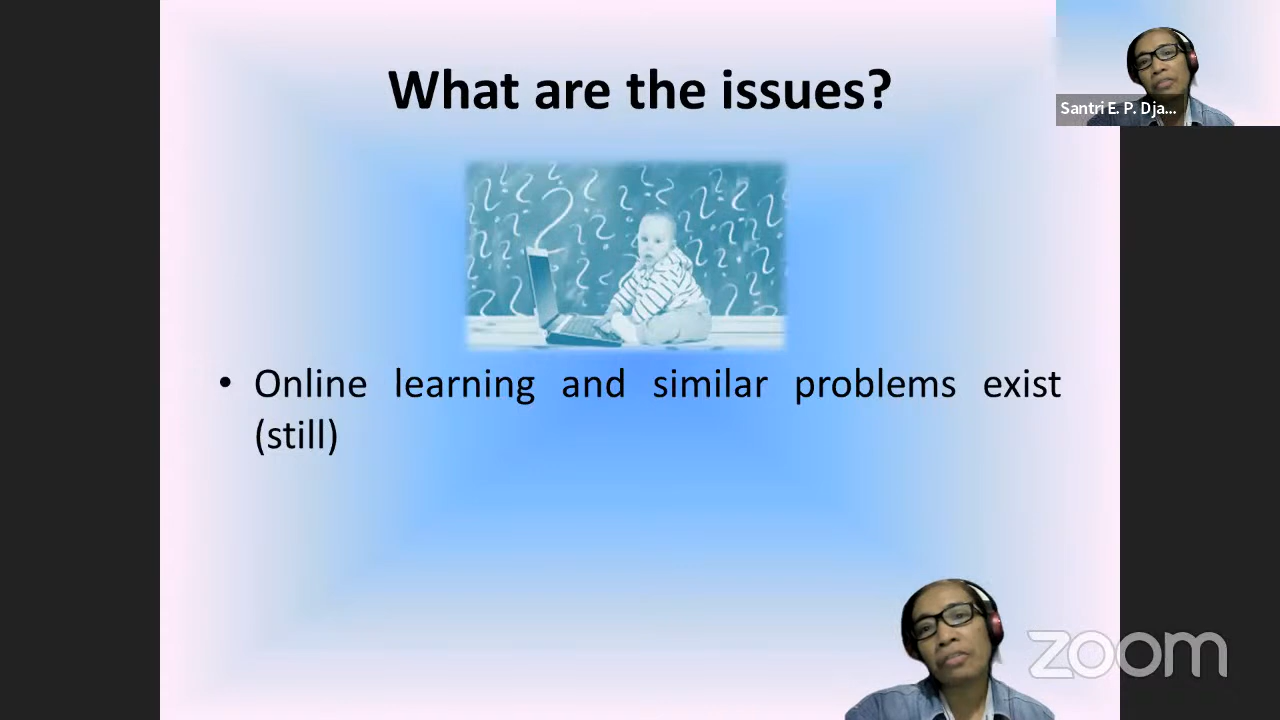 What are the issues?
Santri E. P. Dja...
• Online learning and similar problems exist
(still)
zoom